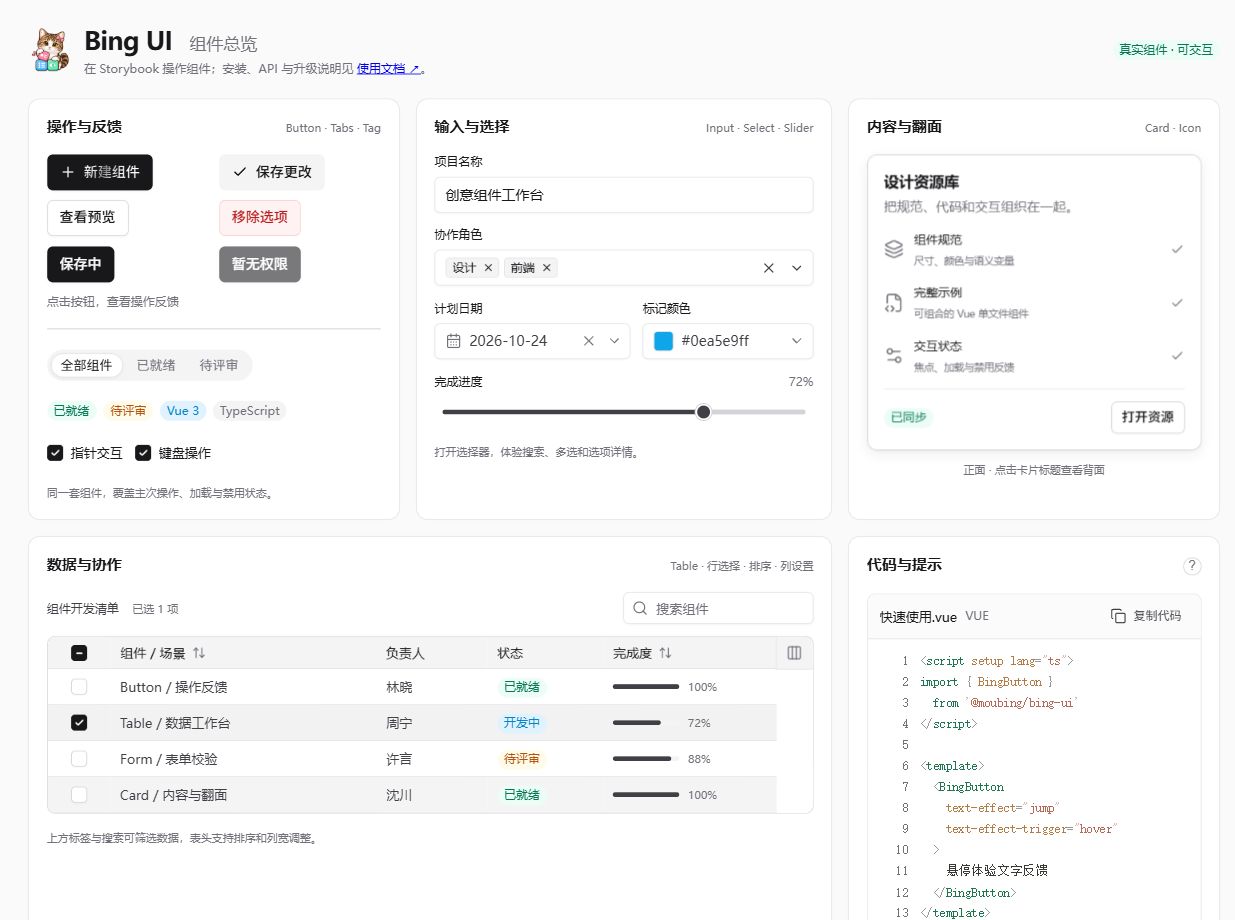 Bing UI 组件总览
在 Storybook 操作组件；安装、API 与升级说明见 使用文档 ↗。
真实组件 · 可交互
操作与反馈
Button · Tabs · Tag
新建组件
保存更改
查看预览
移除选项
保存中
暂无权限
点击按钮，查看操作反馈
全部组件 已就绪 待评审
已就绪 待评审 Vue 3 TypeScript
指针交互 键盘操作
同一套组件，覆盖主次操作、加载与禁用状态。
输入与选择
Input · Select · Slider
项目名称
创意组件工作台
协作角色
设计 前端
计划日期 标记颜色
2026-10-24 #0ea5e9ff
完成进度 72%
打开选择器，体验搜索、多选和选项详情。
内容与翻面
Card · Icon
设计资源库
把规范、代码和交互组织在一起。
组件规范
尺寸、颜色与语义变量
完整示例
可组合的 Vue 单文件组件
交互状态
焦点、加载与禁用反馈
已同步 打开资源
正面 · 点击卡片标题查看背面
数据与协作
Table · 行选择 · 排序 · 列设置
组件开发清单 已选 1 项
搜索组件
组件 / 场景 负责人 状态 完成度
Button / 操作反馈 林晓 已就绪 100%
Table / 数据工作台 周宁 开发中 72%
Form / 表单校验 许言 待评审 88%
Card / 内容与翻面 沈川 已就绪 100%
上方标签与搜索可筛选数据，表头支持排序和列宽调整。
代码与提示
?
快速使用.vue VUE 复制代码
1 <script setup lang="ts">
2 import { BingButton }
3 from '@moubing/bing-ui'
4 </script>
5
6 <template>
7 <BingButton
8 text-effect="jump"
9 text-effect-trigger="hover"
10 >
11 悬停体验文字反馈
12 </BingButton>
13 </template>